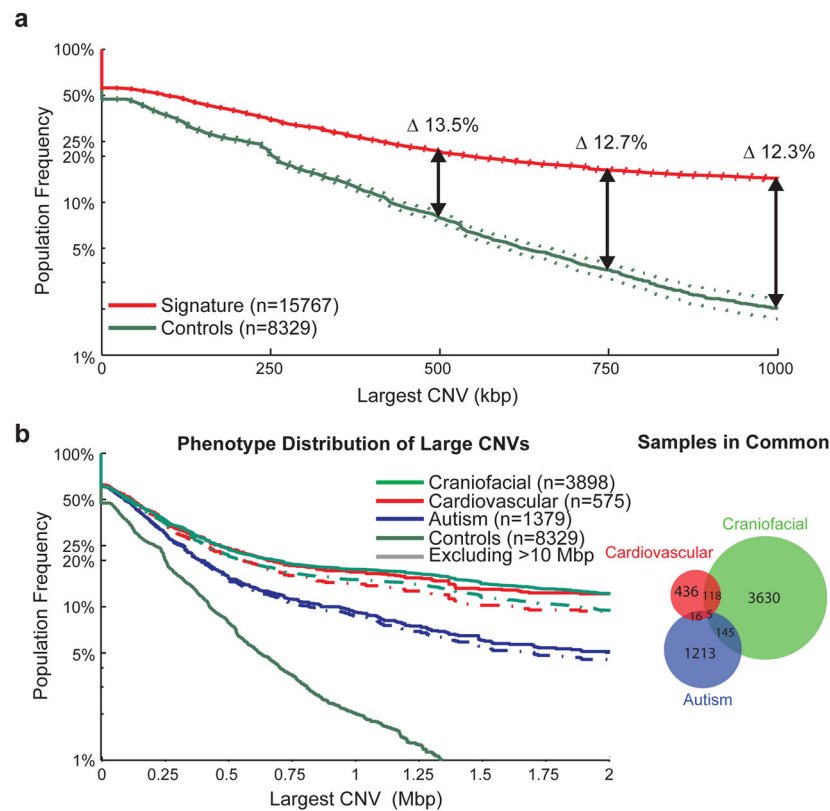 a
100%
50%
25%
20%
10%
5%
1%
Population Frequency
Δ 13.5%
Δ 12.7%
Δ 12.3%
Signature (n=15767)
Controls (n=8329)
0
250
500
750
1000
Largest CNV (kbp)
b
Phenotype Distribution of Large CNVs
100%
50%
25%
20%
10%
5%
1%
Population Frequency
Craniofacial (n=3898)
Cardiovascular (n=575)
Autism (n=1379)
Controls (n=8329)
Excluding >10 Mbp
0
0.25
0.5
0.75
1
1.25
1.5
1.75
2
Largest CNV (Mbp)
Samples in Common
Craniofacial
Cardiovascular
436
118
3630
16
5
145
1213
Autism